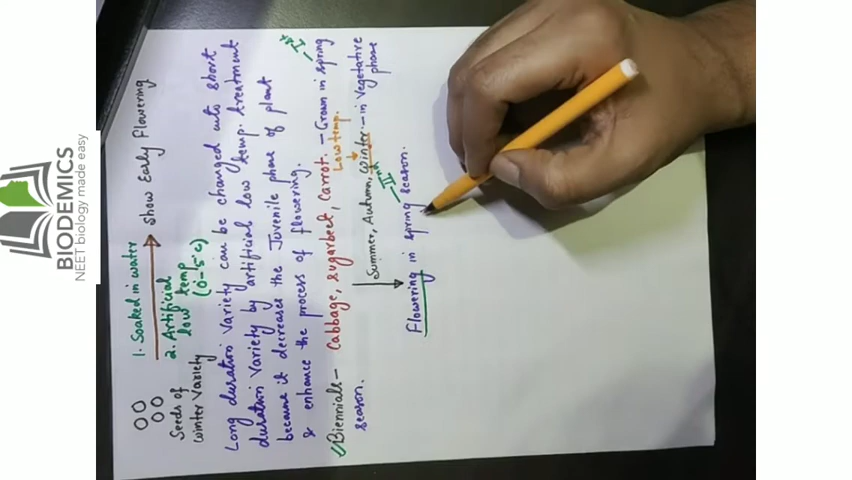 BIODEMICS
NEET biology made easy
1. Soaked in water
Show Early Flowering
2. Artificial
low temp
(0-5°C)
Seeds of
winter Variety
Long duration Variety can be changed into short
duration Variety by artificial low temp. treatment
because it decreases the Juvenile phase of plant
& enhance the process of flowering.
Biennials- Cabbage, sugarbeet, Carrot. - Grown in spring
season.
Low temp.
Summer, Autumn, winter - in Vegetative
phase
Flowering in spring season.